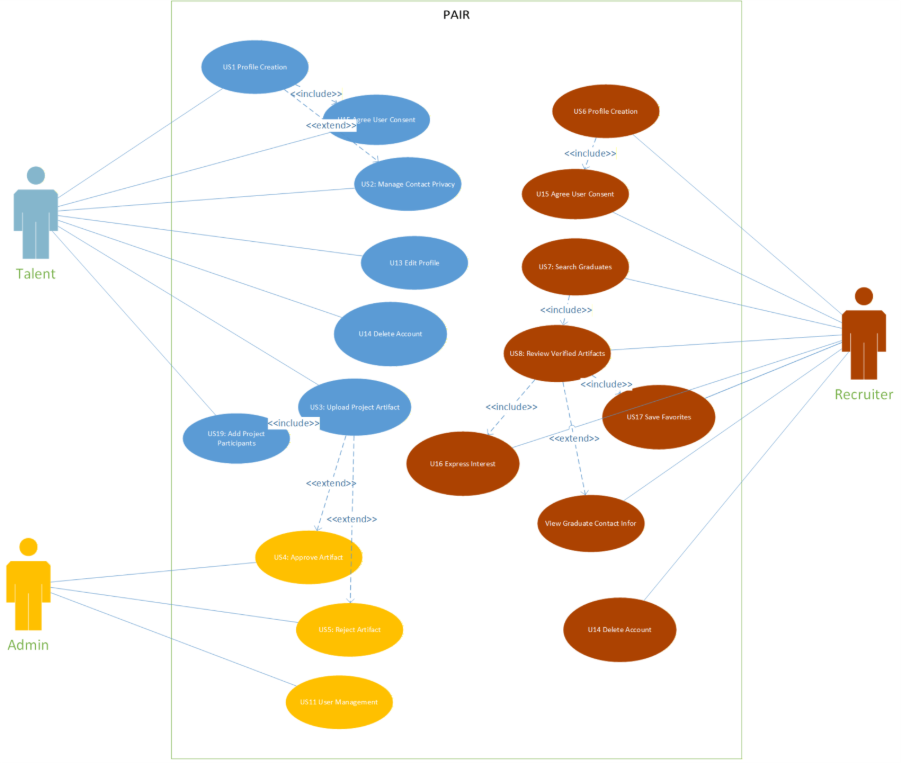 PAIR
US1 Profile Creation
<<include>>
Agree User Consent
<<extend>>
US2: Manage Contact Privacy
U13 Edit Profile
U14 Delete Account
US3: Upload Project Artifact
<<include>>
US19: Add Project
Participants
<<extend>>
<<extend>>
US4: Approve Artifact
US5: Reject Artifact
US11 User Management
Talent
Admin
US6 Profile Creation
<<include>>
U15 Agree User Consent
US7: Search Graduates
<<include>>
US8: Review Verified Artifacts
<<include>>
<<include>>
US17 Save Favorites
<<extend>>
U16 Express Interest
View Graduate Contact Infor
U14 Delete Account
Recruiter